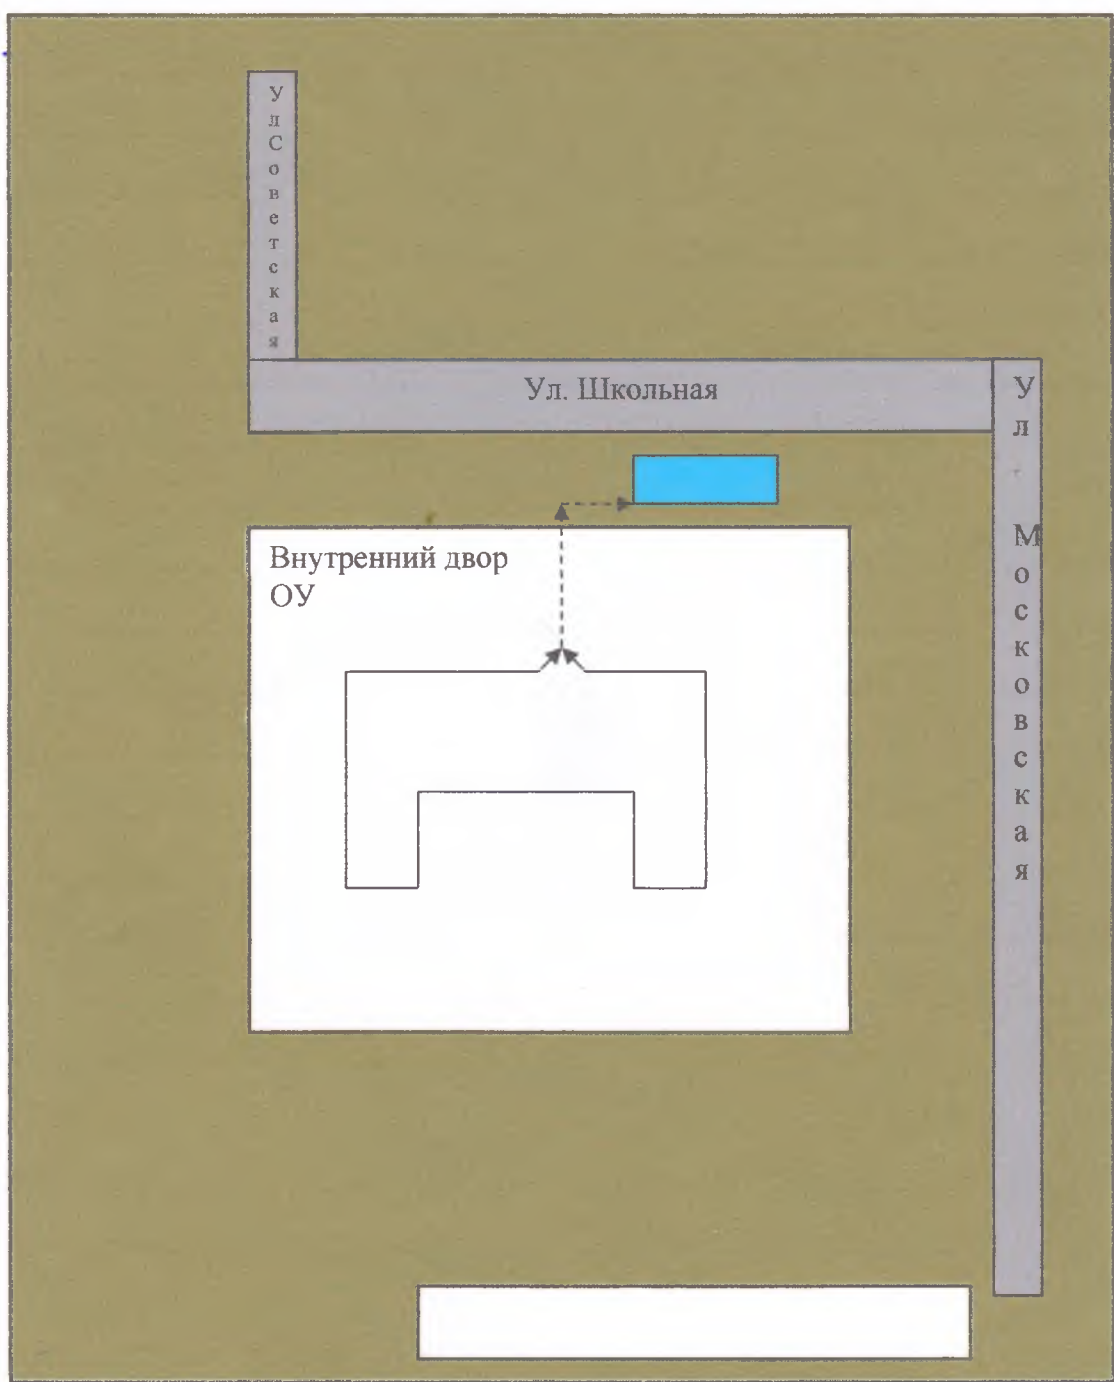 Ул Советская
Ул. Школьная
Ул. Московская
Внутренний двор
ОУ